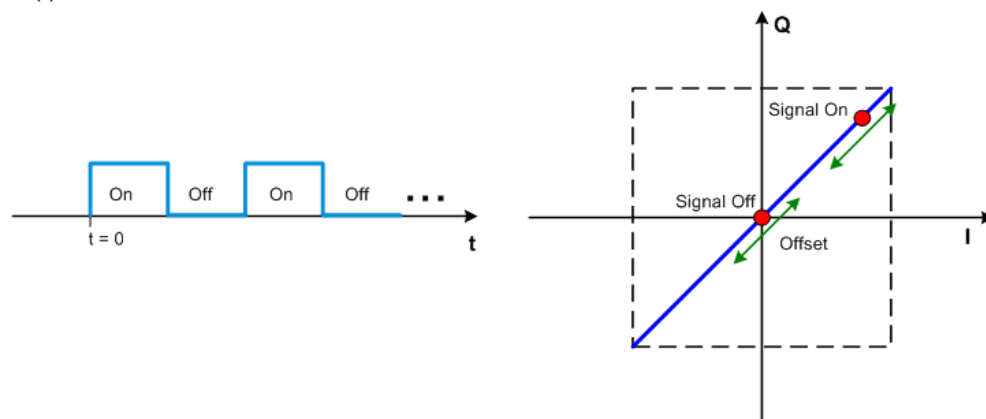 On
Off
On
Off
...
t = 0
t
Q
Signal On
Signal Off
Offset
I